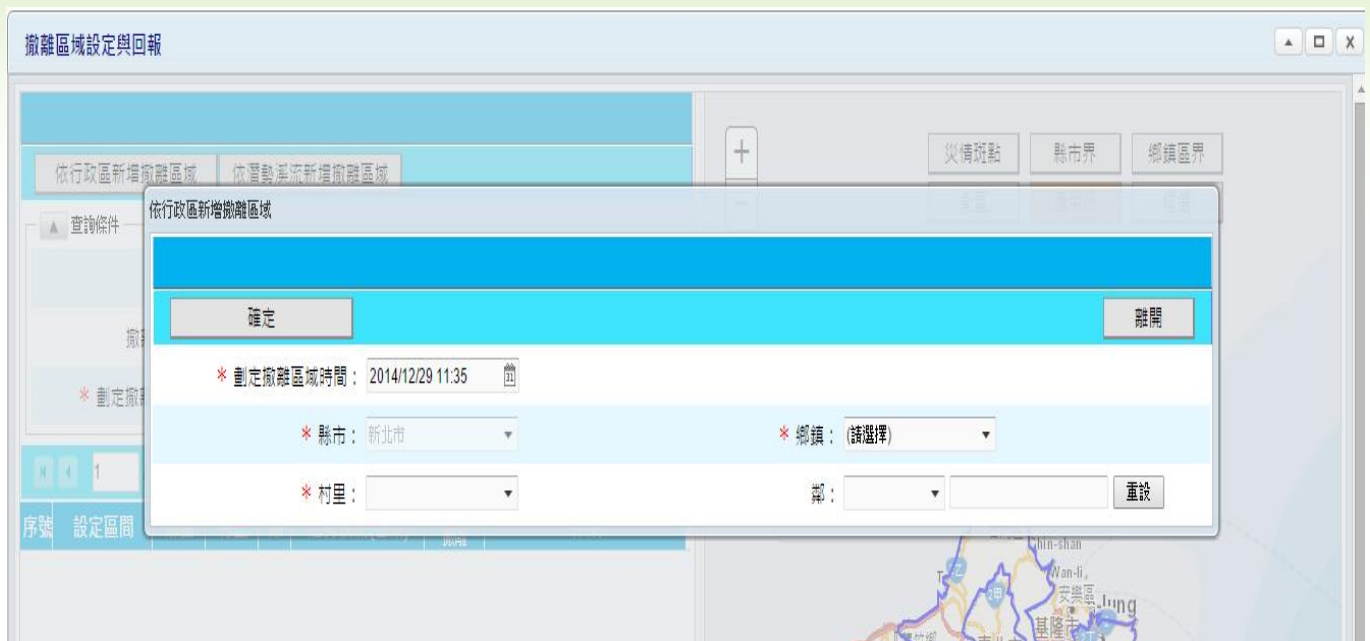 撤離區域設定與回報
依行政區新增撤離區域 依潛勢溪流新增撤離區域
災情斑點 縣市界 鄉鎮區界
查詢條件
依行政區新增撤離區域
確定 離開
* 劃定撤離區域時間： 2014/12/29 11:35
* 劃定撤
* 縣市： 新北市 * 鄉鎮： (請選擇)
1
* 村里： 鄰： 重設
序號 設定區間
Wan-li
安樂區
基隆市